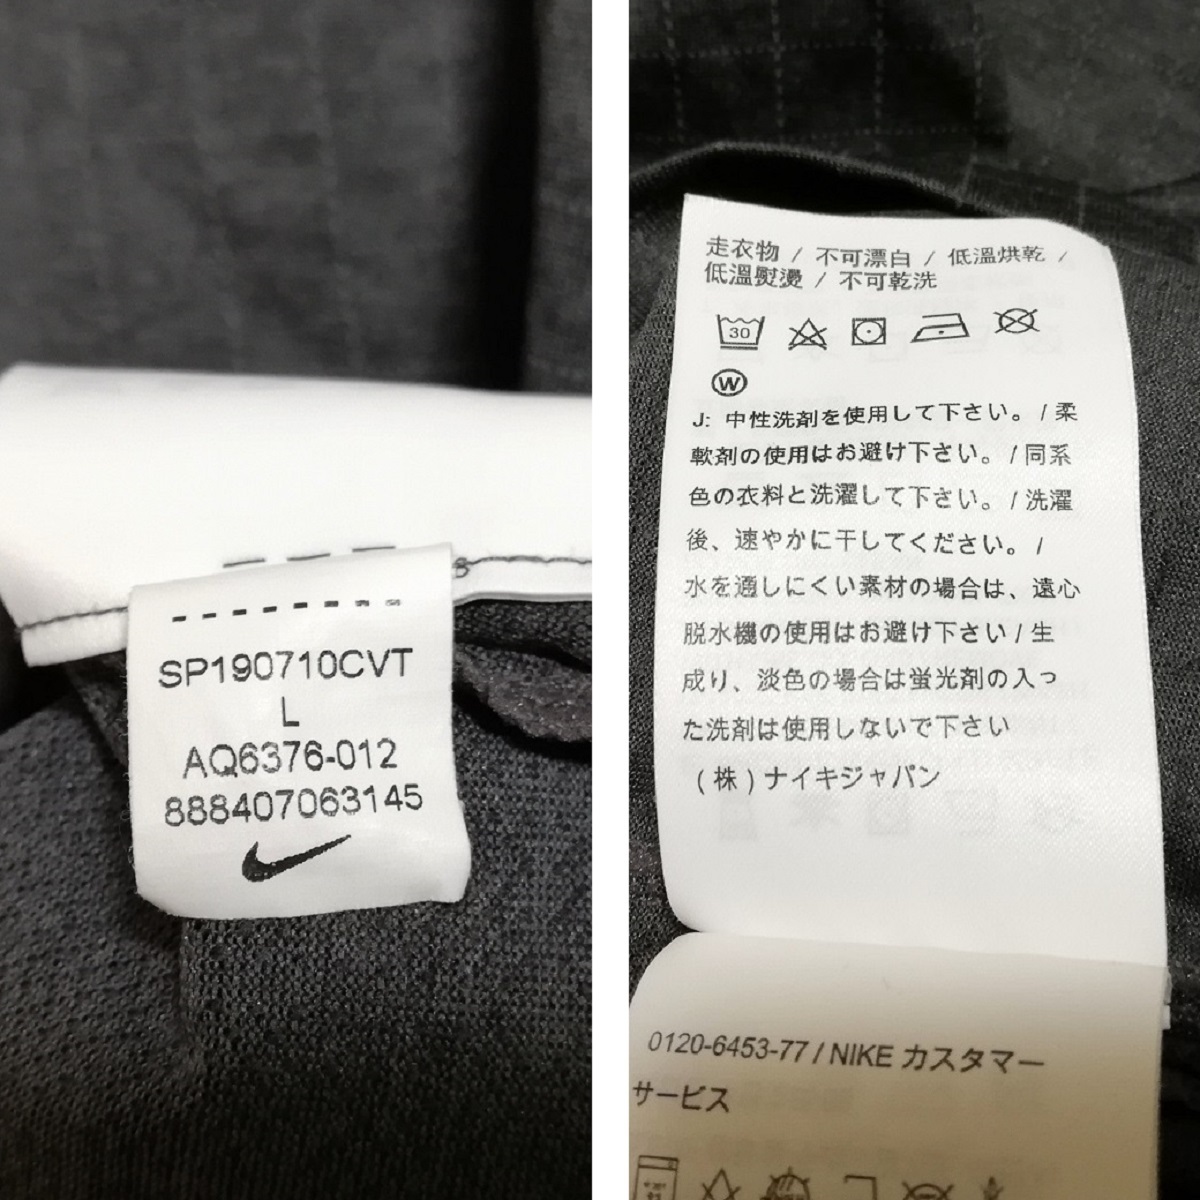 SP190710CVT
L
AQ6376-012
888407063145
走衣物 / 不可漂白 / 低溫烘乾 /
低溫熨燙 / 不可乾洗
30
W
J: 中性洗剤を使用して下さい。 / 柔
軟剤の使用はお避け下さい。 / 同系
色の衣料と洗濯して下さい。 / 洗濯
後、速やかに干してください。 /
水を通しにくい素材の場合は、遠心
脱水機の使用はお避け下さい / 生
成り、淡色の場合は蛍光剤の入っ
た洗剤は使用しないで下さい
(株) ナイキジャパン
0120-6453-77 / NIKE カスタマー
サービス